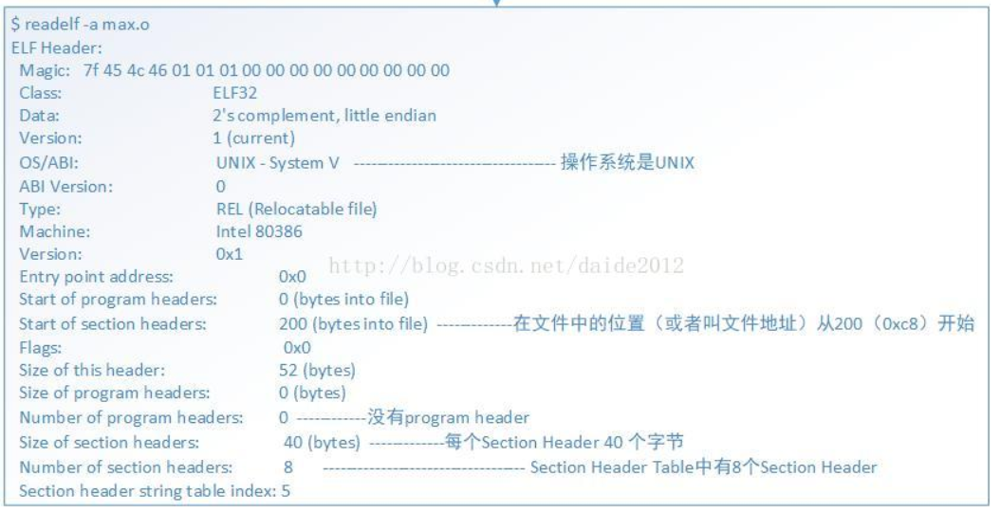 $ readelf -a max.o
ELF Header:
Magic: 7f 45 4c 46 01 01 01 00 00 00 00 00 00 00 00 00
Class: ELF32
Data: 2's complement, little endian
Version: 1 (current)
OS/ABI: UNIX - System V ------------------------------------ 操作系统是UNIX
ABI Version: 0
Type: REL (Relocatable file)
Machine: Intel 80386
Version: 0x1
http://blog.csdn.net/daide2012
Entry point address: 0x0
Start of program headers: 0 (bytes into file)
Start of section headers: 200 (bytes into file) -------------在文件中的位置（或者叫文件地址）从200（0xc8）开始
Flags: 0x0
Size of this header: 52 (bytes)
Size of program headers: 0 (bytes)
Number of program headers: 0 ------------没有program header
Size of section headers: 40 (bytes) -------------每个Section Header 40 个字节
Number of section headers: 8 ------------------------------------ Section Header Table中有8个Section Header
Section header string table index: 5